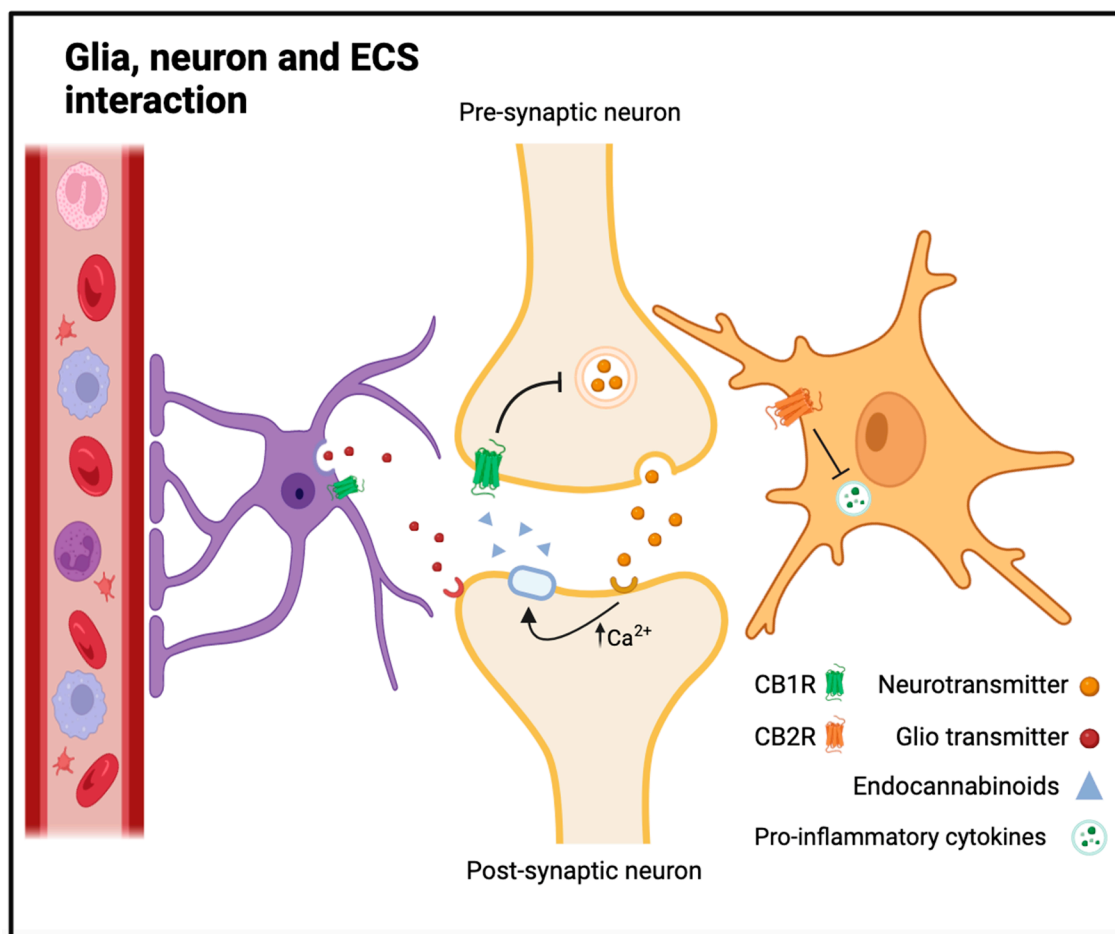 Glia, neuron and ECS
interaction
Pre-synaptic neuron
↑Ca²⁺
CB1R
Neurotransmitter
CB2R
Glio transmitter
Endocannabinoids
Pro-inflammatory cytokines
Post-synaptic neuron